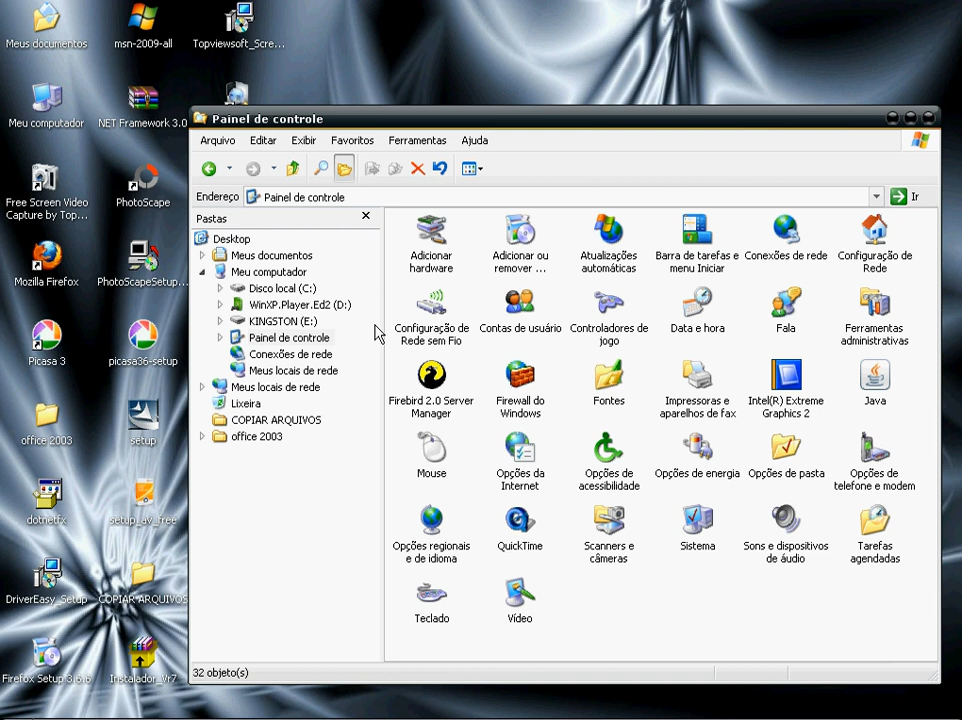 Meus documentos
msn-2009-all
Topviewsoft_Scre...
Meu computador
NET Framework 3.0
Free Screen Video
Capture by Top...
PhotoScape
Mozilla Firefox
PhotoScapeSetup...
Picasa 3
picasa36-setup
office 2003
setup
dotnetfx
setup_av_free
DriverEasy_Setup
COPIAR ARQUIVOS
Firefox Setup 3.6.6
Instalador_Vr7
Painel de controle
Arquivo Editar Exibir Favoritos Ferramentas Ajuda
Endereço Painel de controle Ir
Pastas
Desktop
Meus documentos
Meu computador
Disco local (C:)
WinXP.Player.Ed2 (D:)
KINGSTON (E:)
Painel de controle
Conexões de rede
Meus locais de rede
Meus locais de rede
Lixeira
COPIAR ARQUIVOS
office 2003
Adicionar
hardware
Adicionar ou
remover ...
Atualizações
automáticas
Barra de tarefas e
menu Iniciar
Conexões de rede
Configuração de
Rede
Configuração de
Rede sem Fio
Contas de usuário
Controladores de
jogo
Data e hora
Fala
Ferramentas
administrativas
Firebird 2.0 Server
Manager
Firewall do
Windows
Fontes
Impressoras e
aparelhos de fax
Intel(R) Extreme
Graphics 2
Java
Mouse
Opções da
Internet
Opções de
acessibilidade
Opções de energia
Opções de pasta
Opções de
telefone e modem
Opções regionais
e de idioma
QuickTime
Scanners e
câmeras
Sistema
Sons e dispositivos
de áudio
Tarefas
agendadas
Teclado
Vídeo
32 objeto(s)